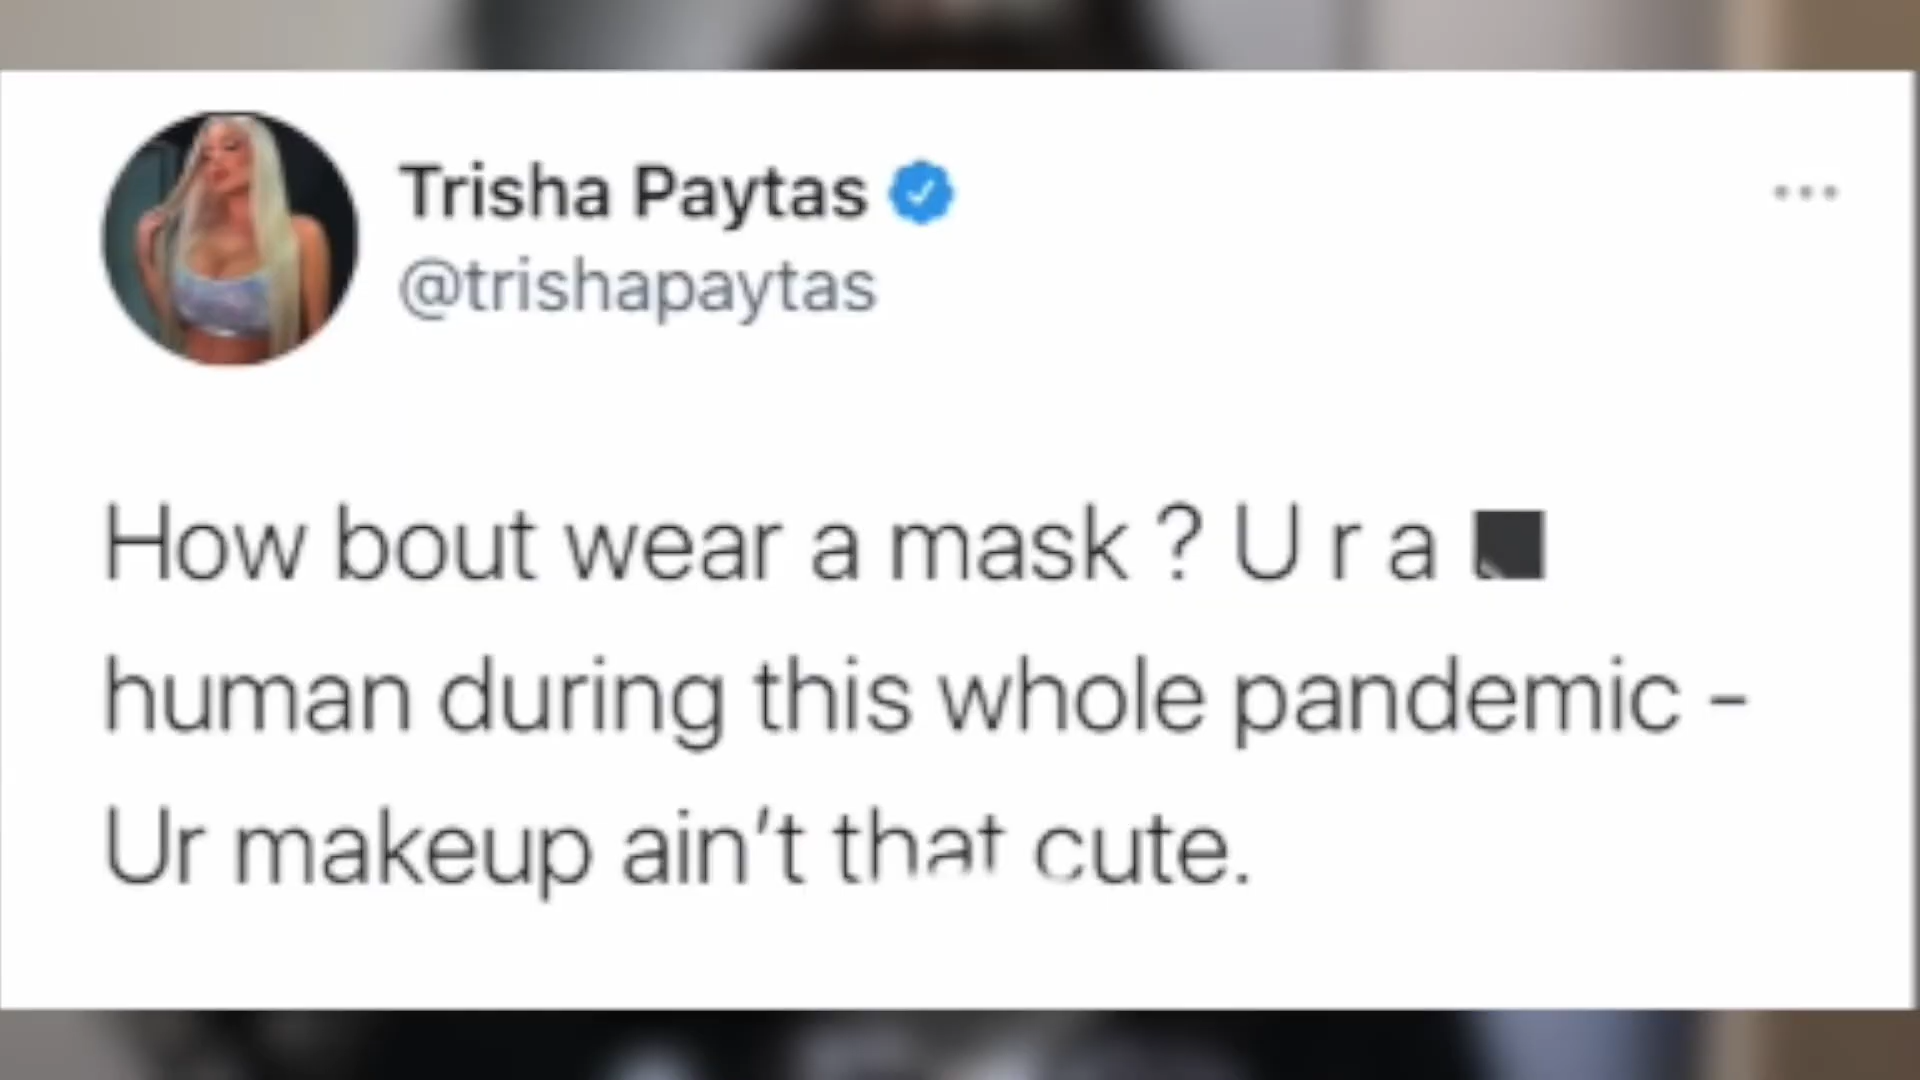 Trisha Paytas
@trishapaytas
How bout wear a mask ? U r a
human during this whole pandemic -
Ur makeup ain't that cute.